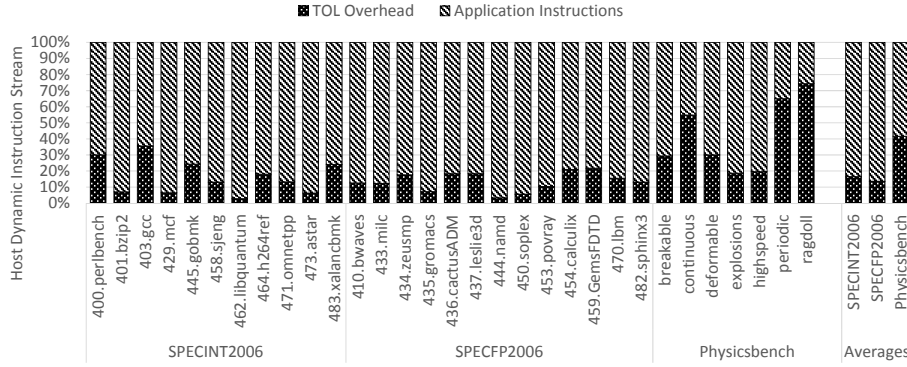 TOL Overhead Application Instructions
Host Dynamic Instruction Stream
100%
90%
80%
70%
60%
50%
40%
30%
20%
10%
0%
400.perlbench
401.bzip2
403.gcc
429.mcf
445.gobmk
458.sjeng
462.libquantum
464.h264ref
471.omnetpp
473.astar
483.xalancbmk
410.bwaves
433.milc
434.zeusmp
435.gromacs
436.cactusADM
437.leslie3d
444.namd
450.soplex
453.povray
454.calculix
459.GemsFDTD
470.lbm
482.sphinx3
breakable
continuous
deformable
explosions
highspeed
periodic
ragdoll
SPECINT2006
SPECFP2006
Physicsbench
SPECINT2006 SPECFP2006 Physicsbench Averages